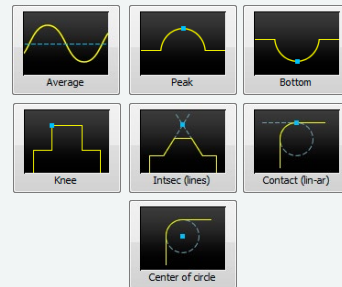 Average
Peak
Bottom
Knee
Intsec (lines)
Contact (lin-ar)
Center of circle